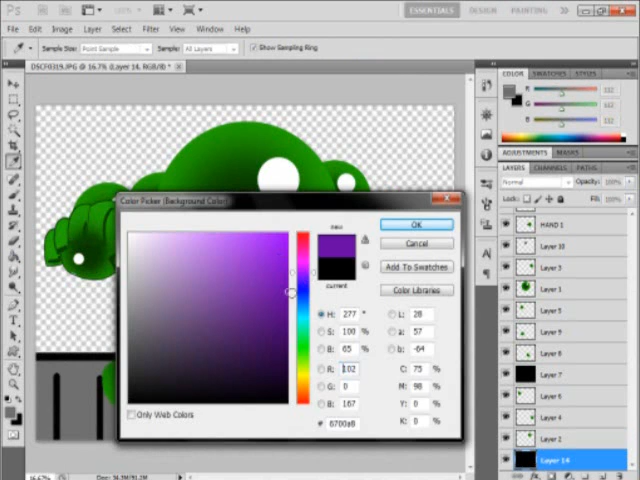 Ps
ESSENTIALS DESIGN PAINTING
File Edit Image Layer Select Filter View Window Help
Sample Size: Point Sample Sample: All Layers Show Sampling Ring
DSCF0319.JPG @ 16.7% (Layer 14, RGB/8) *
COLOR SWATCHES STYLES
R 102
G 102
B 102
ADJUSTMENTS MASKS
LAYERS CHANNELS PATHS
Normal Opacity: 100%
Lock: Fill: 100%
HAND 1
Layer 10
Layer 3
Layer 1
Layer 5
Layer 9
Layer 8
Layer 7
Layer 6
Layer 4
Layer 2
Layer 14
Color Picker (Background Color)
new
current
OK
Cancel
Add To Swatches
Color Libraries
H: 277 °
S: 100 %
B: 65 %
R: 102
G: 0
B: 167
# 6700a8
L: 28
a: 57
b: -64
C: 75 %
M: 98 %
Y: 0 %
K: 0 %
Only Web Colors
16.67%